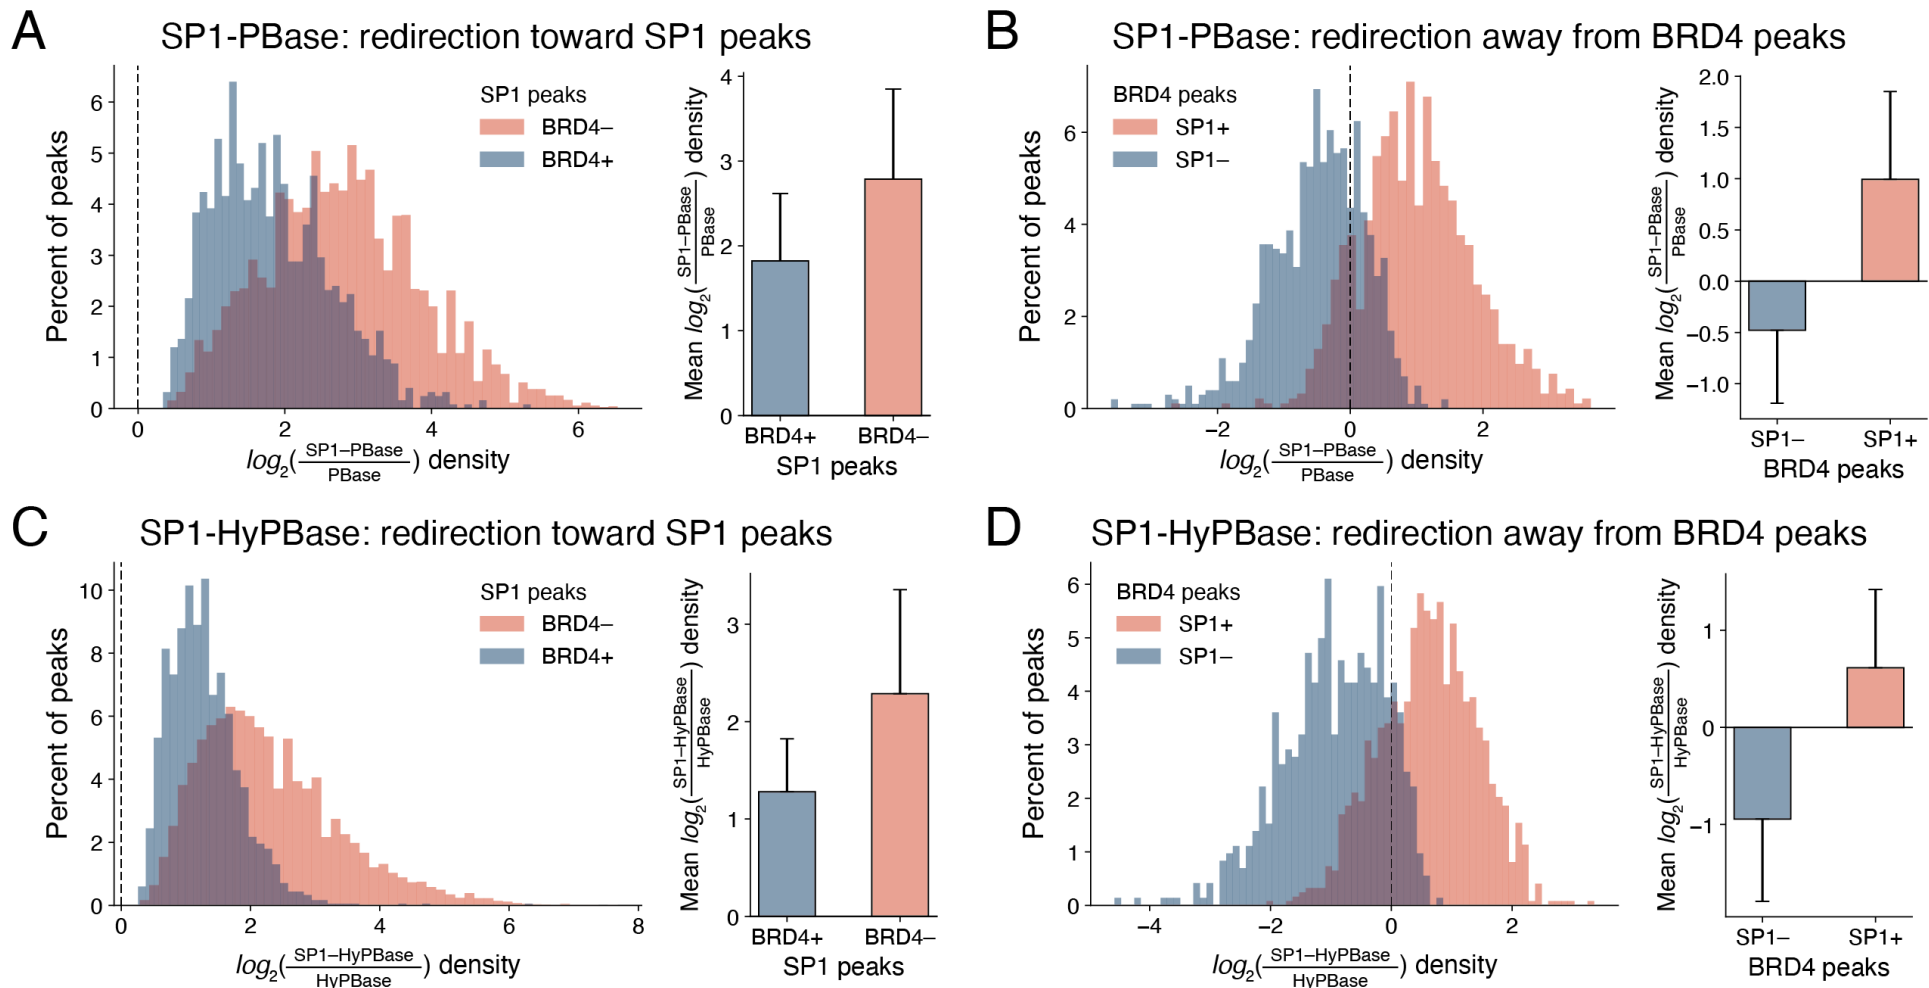 A
SP1-PBase: redirection toward SP1 peaks
Percent of peaks
6
5
4
3
2
1
0
SP1 peaks
BRD4–
BRD4+
0 2 4 6
log2(SP1–PBase/PBase) density
Mean log2(SP1–PBase/PBase) density
4
3
2
1
0
BRD4+ BRD4–
SP1 peaks
B
SP1-PBase: redirection away from BRD4 peaks
Percent of peaks
6
4
2
0
BRD4 peaks
SP1+
SP1–
−2 0 2
log2(SP1–PBase/PBase) density
Mean log2(SP1–PBase/PBase) density
2.0
1.5
1.0
0.5
0.0
−0.5
−1.0
SP1– SP1+
BRD4 peaks
C
SP1-HyPBase: redirection toward SP1 peaks
Percent of peaks
10
8
6
4
2
0
SP1 peaks
BRD4–
BRD4+
0 2 4 6 8
log2(SP1–HyPBase/HyPBase) density
Mean log2(SP1–HyPBase/HyPBase) density
3
2
1
0
BRD4+ BRD4–
SP1 peaks
D
SP1-HyPBase: redirection away from BRD4 peaks
Percent of peaks
6
5
4
3
2
1
0
BRD4 peaks
SP1+
SP1–
−4 −2 0 2
log2(SP1–HyPBase/HyPBase) density
Mean log2(SP1–HyPBase/HyPBase) density
1
0
−1
SP1– SP1+
BRD4 peaks